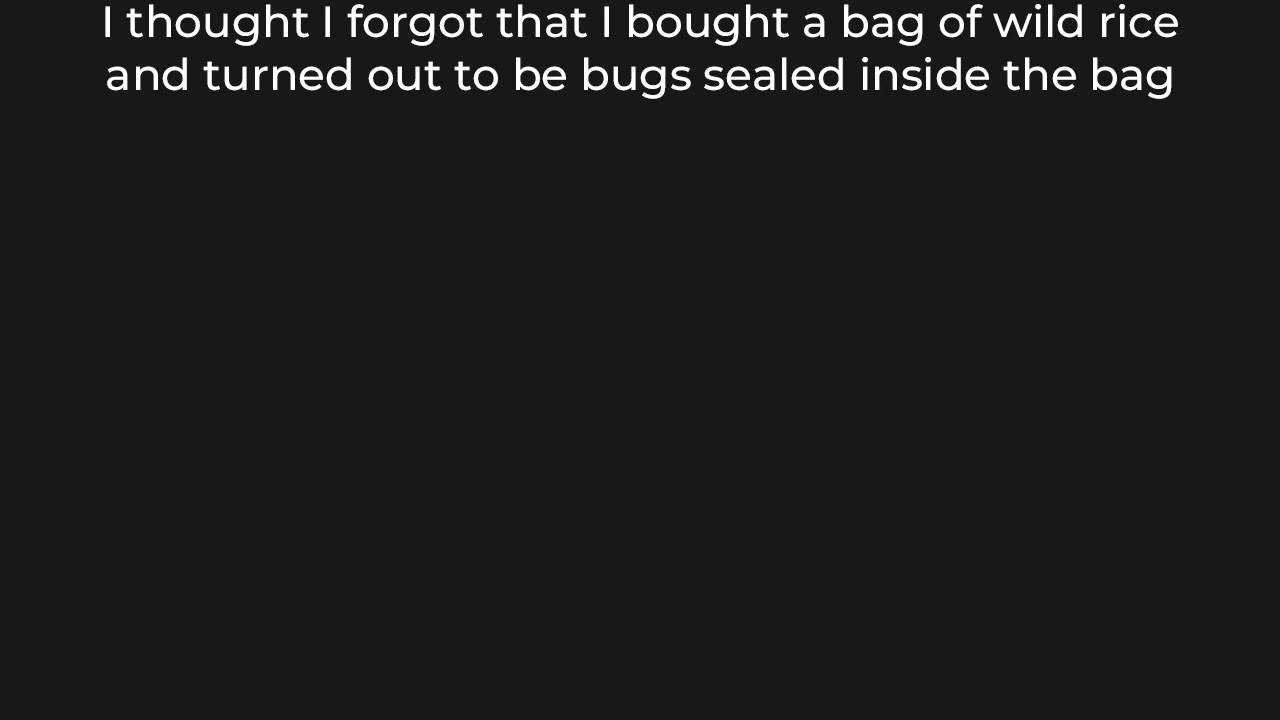 I thought I forgot that I bought a bag of wild rice
and turned out to be bugs sealed inside the bag